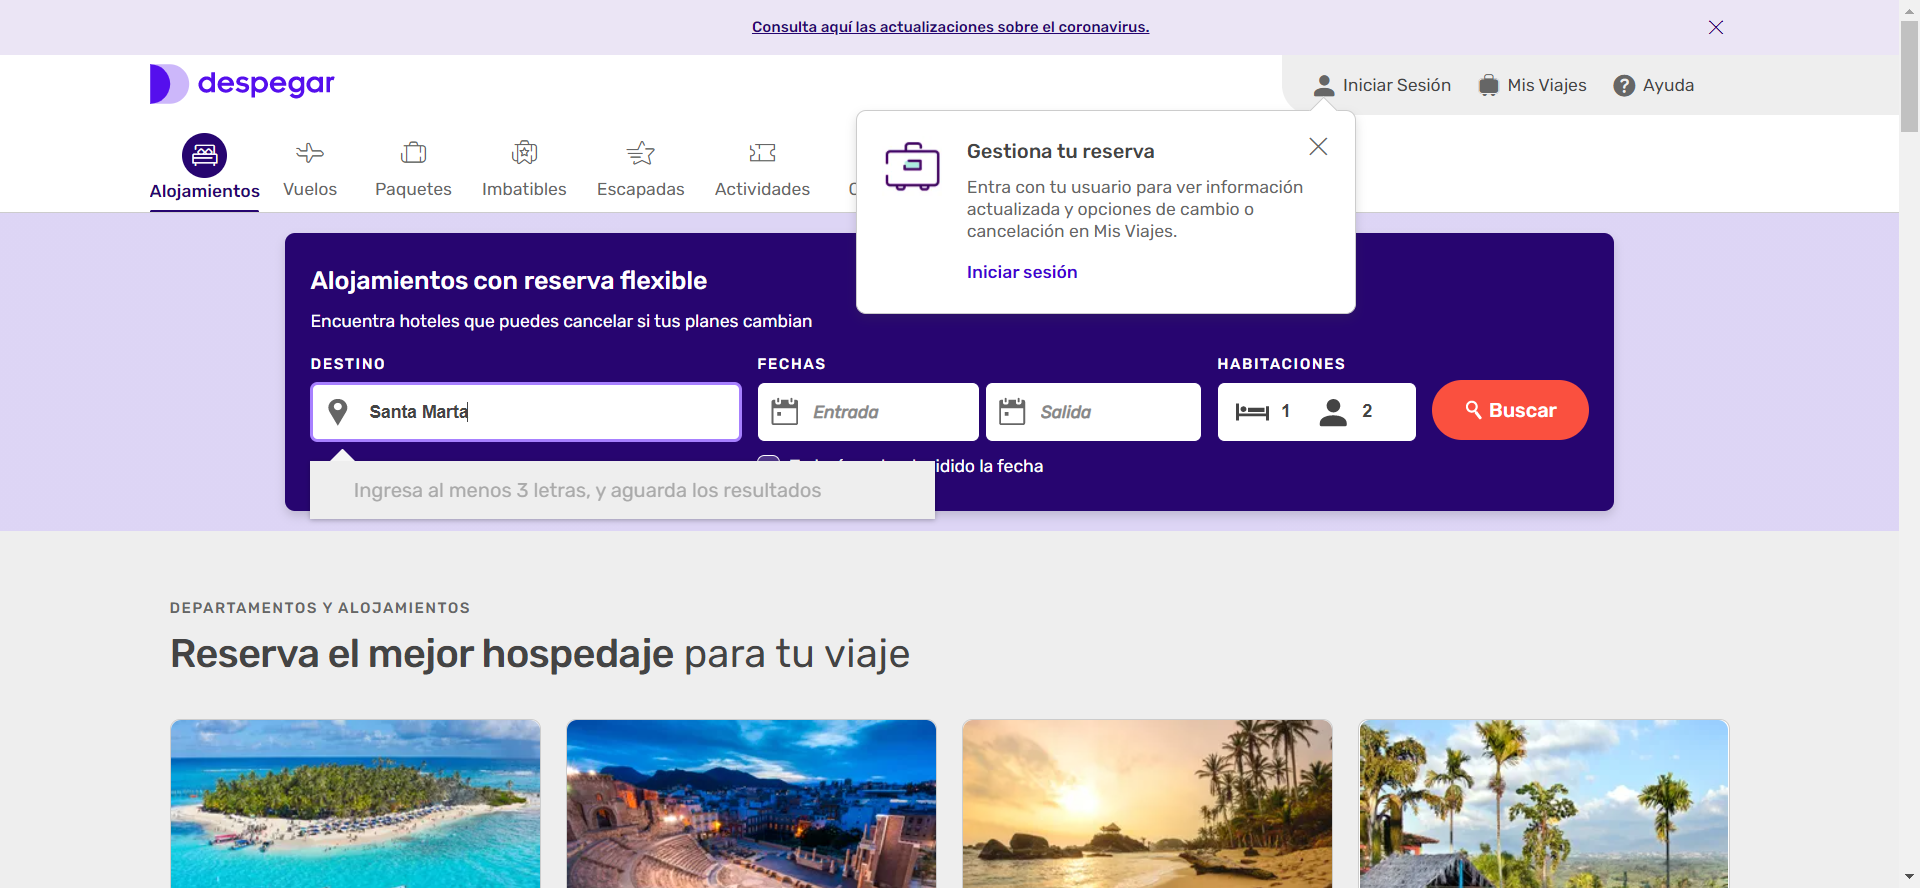 Consulta aquí las actualizaciones sobre el coronavirus.
despegar
Iniciar Sesión
Mis Viajes
? Ayuda
Alojamientos
Vuelos
Paquetes
Imbatibles
Escapadas
Actividades
Gestiona tu reserva
Entra con tu usuario para ver información
actualizada y opciones de cambio o
cancelación en Mis Viajes.
Iniciar sesión
Alojamientos con reserva flexible
Encuentra hoteles que puedes cancelar si tus planes cambian
DESTINO
FECHAS
HABITACIONES
Santa Marta
Entrada
Salida
1
2
Buscar
la fecha
Ingresa al menos 3 letras, y aguarda los resultados
DEPARTAMENTOS Y ALOJAMIENTOS
Reserva el mejor hospedaje para tu viaje